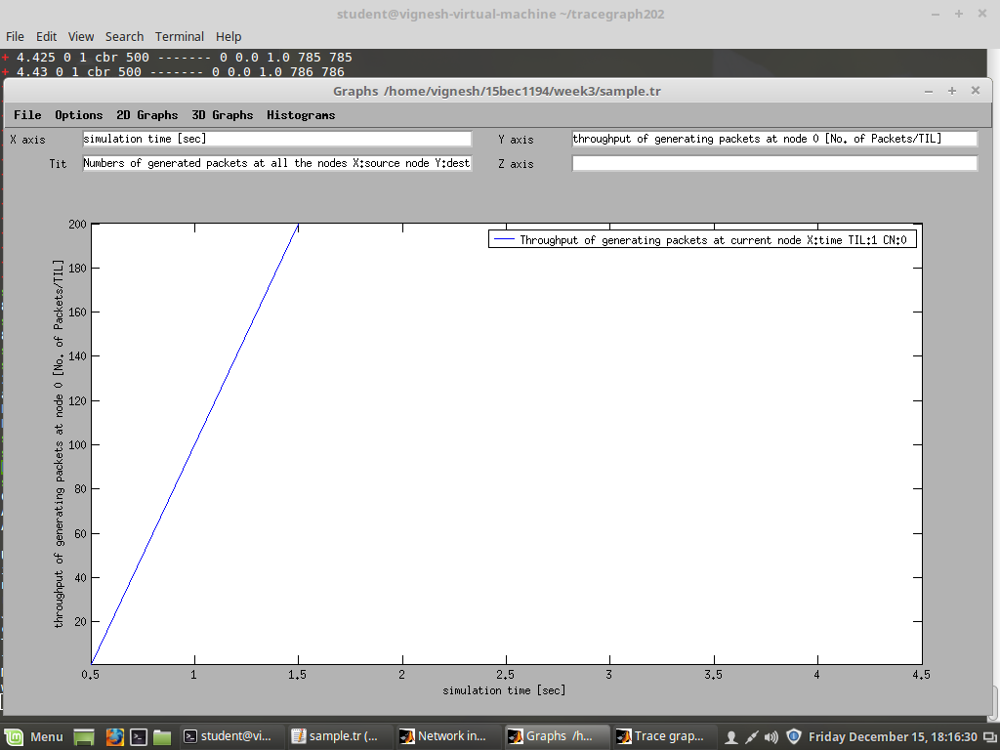 student@vignesh-virtual-machine ~/tracegraph202
File Edit View Search Terminal Help
+ 4.425 0 1 cbr 500 ------- 0 0.0 1.0 785 785
+ 4.43 0 1 cbr 500 ------- 0 0.0 1.0 786 786
Graphs /home/vignesh/15bec1194/week3/sample.tr
File Options 2D Graphs 3D Graphs Histograms
X axis simulation time [sec] Y axis throughput of generating packets at node 0 [No. of Packets/TIL]
Tit Numbers of generated packets at all the nodes X:source node Y:dest Z axis
200
180
160
140
120
100
80
60
40
20
throughput of generating packets at node 0 [No. of Packets/TIL]
Throughput of generating packets at current node X:time TIL:1 CN:0
0.5 1 1.5 2 2.5 3 3.5 4 4.5
simulation time [sec]
Menu student@vi... sample.tr (... Network in... Graphs /h... Trace grap... Friday December 15, 18:16:30